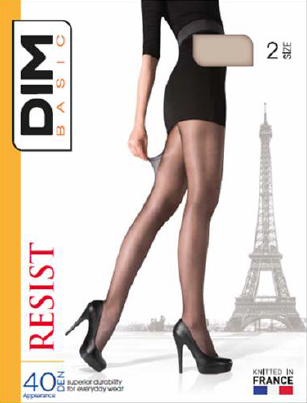 DIM
BASIC
2
SIZE
RESIST
40
DEN
Appearance
superior durability
for everyday wear
KNITTED IN
FRANCE